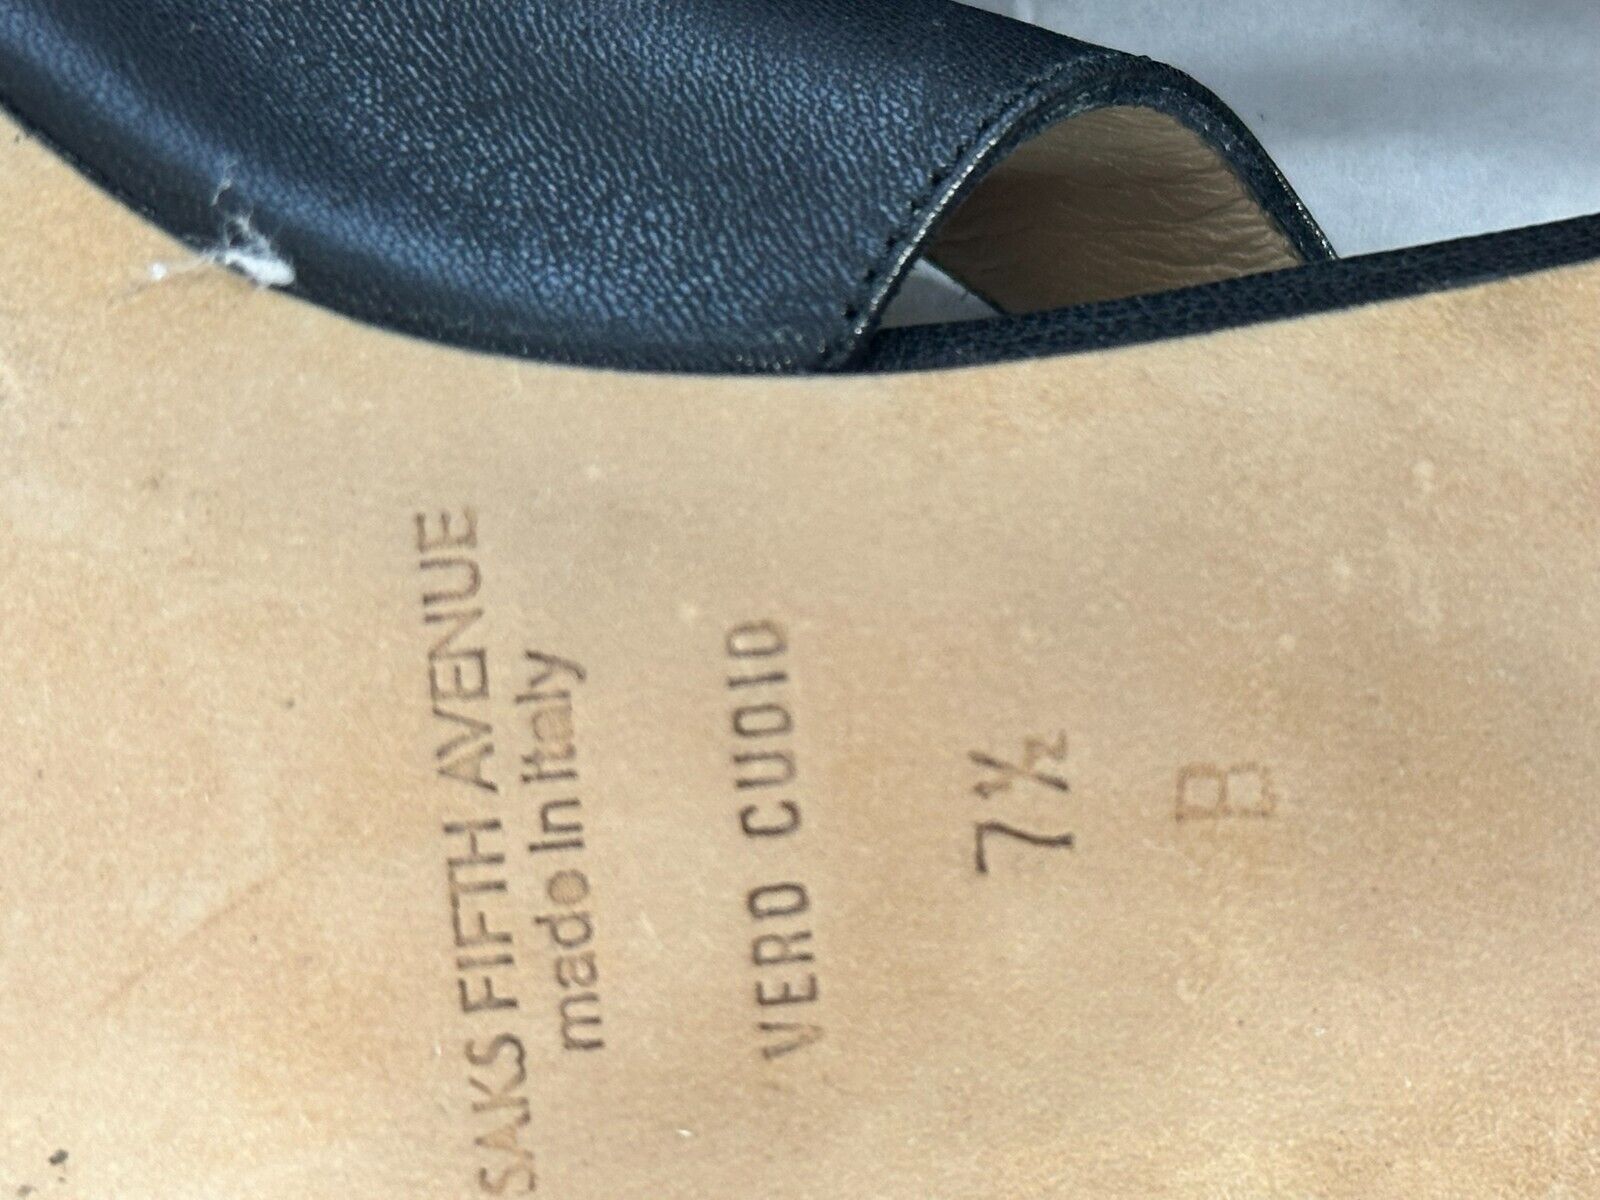 SAKS FIFTH AVENUE
made in Italy
VERO CUOIO
7½
B